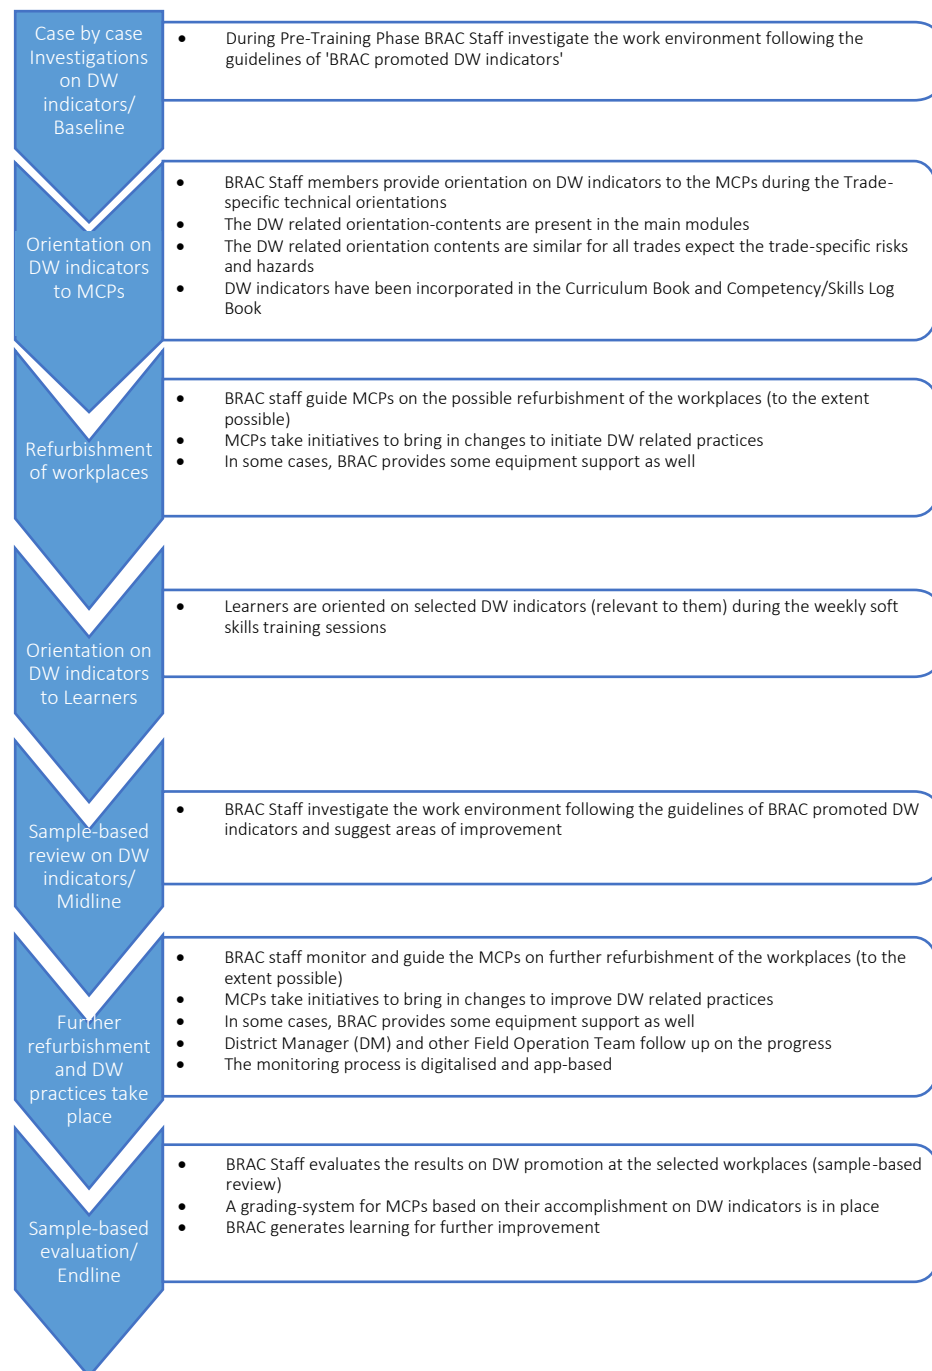 Case by case
Investigations
on DW
indicators/
Baseline
• During Pre-Training Phase BRAC Staff investigate the work environment following the
guidelines of 'BRAC promoted DW indicators'
Orientation on
DW indicators
to MCPs
• BRAC Staff members provide orientation on DW indicators to the MCPs during the Trade-
specific technical orientations
• The DW related orientation-contents are present in the main modules
• The DW related orientation contents are similar for all trades expect the trade-specific risks
and hazards
• DW indicators have been incorporated in the Curriculum Book and Competency/Skills Log
Book
Refurbishment
of workplaces
• BRAC staff guide MCPs on the possible refurbishment of the workplaces (to the extent
possible)
• MCPs take initiatives to bring in changes to initiate DW related practices
• In some cases, BRAC provides some equipment support as well
Orientation on
DW indicators
to Learners
• Learners are oriented on selected DW indicators (relevant to them) during the weekly soft
skills training sessions
Sample-based
review on DW
indicators/
Midline
• BRAC Staff investigate the work environment following the guidelines of BRAC promoted DW
indicators and suggest areas of improvement
Further
refurbishment
and DW
practices take
place
• BRAC staff monitor and guide the MCPs on further refurbishment of the workplaces (to the
extent possible)
• MCPs take initiatives to bring in changes to improve DW related practices
• In some cases, BRAC provides some equipment support as well
• District Manager (DM) and other Field Operation Team follow up on the progress
• The monitoring process is digitalised and app-based
Sample-based
evaluation/
Endline
• BRAC Staff evaluates the results on DW promotion at the selected workplaces (sample-based
review)
• A grading-system for MCPs based on their accomplishment on DW indicators is in place
• BRAC generates learning for further improvement